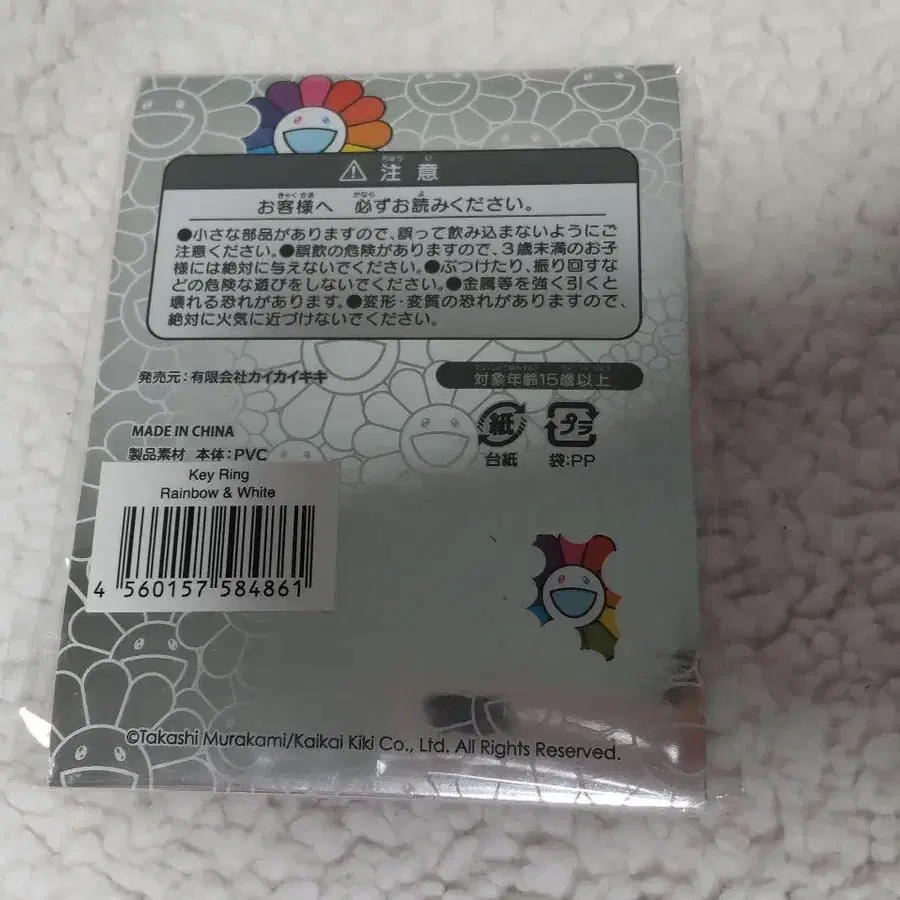 ⚠注意
お客様へ 必ずお読みください。
●小さな部品がありますので、誤って飲み込まないようにご
注意ください。●誤飲の危険がありますので、3歳未満のお子
様には絶対に与えないでください。●ぶつけたり、振り回すな
どの危険な遊びをしないでください。●金属等を強く引くと
壊れる恐れがあります。●変形・変質の恐れがありますので、
絶対に火気に近づけないでください。
発売元：有限会社カイカイキキ
対象年齢15歳以上
紙 プラ
台紙 袋：PP
MADE IN CHINA
製品素材 本体：PVC
Key Ring
Rainbow & White
4 560157 584861
©Takashi Murakami/Kaikai Kiki Co., Ltd. All Rights Reserved.